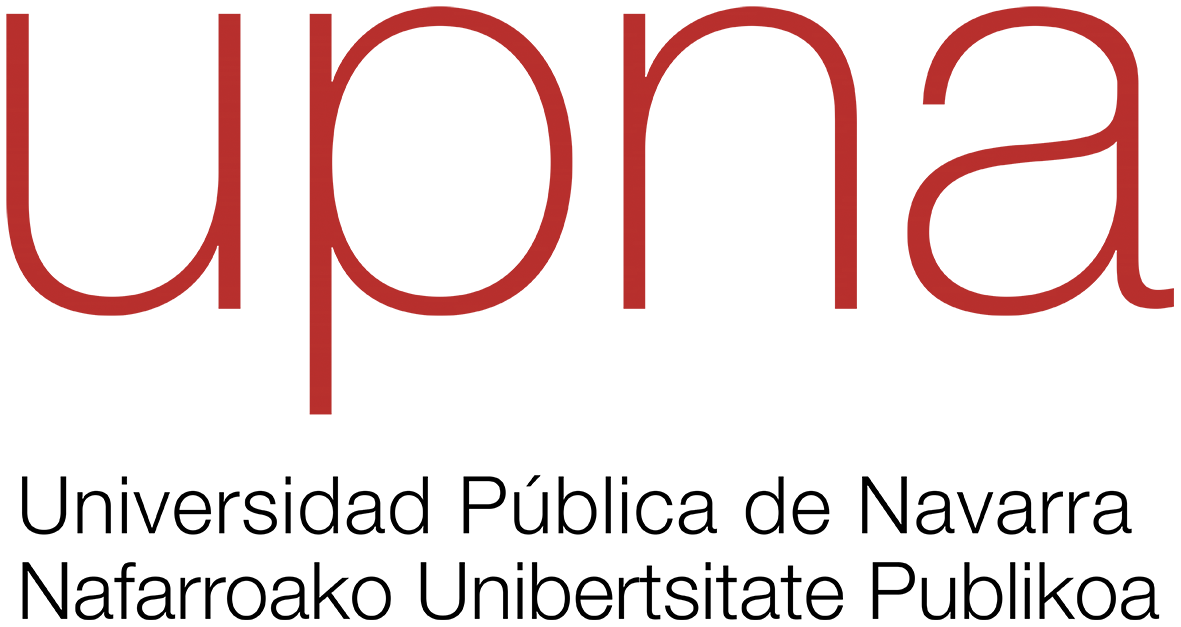 upna
Universidad Pública de Navarra
Nafarroako Unibertsitate Publikoa